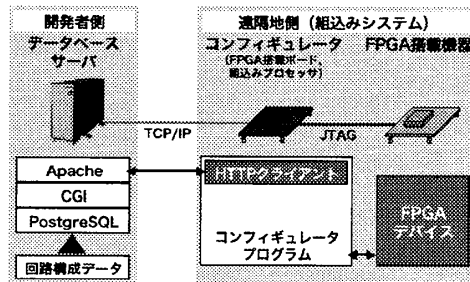 開発者側
データベース
サーバ
遠隔地側（組込みシステム）
コンフィギュレータ
（FPGA搭載ボード、
組込みプロセッサ）
FPGA搭載機器
TCP/IP
JTAG
Apache
CGI
PostgreSQL
回路構成データ
HTTPクライアント
コンフィギュレータ
プログラム
FPGA
デバイス